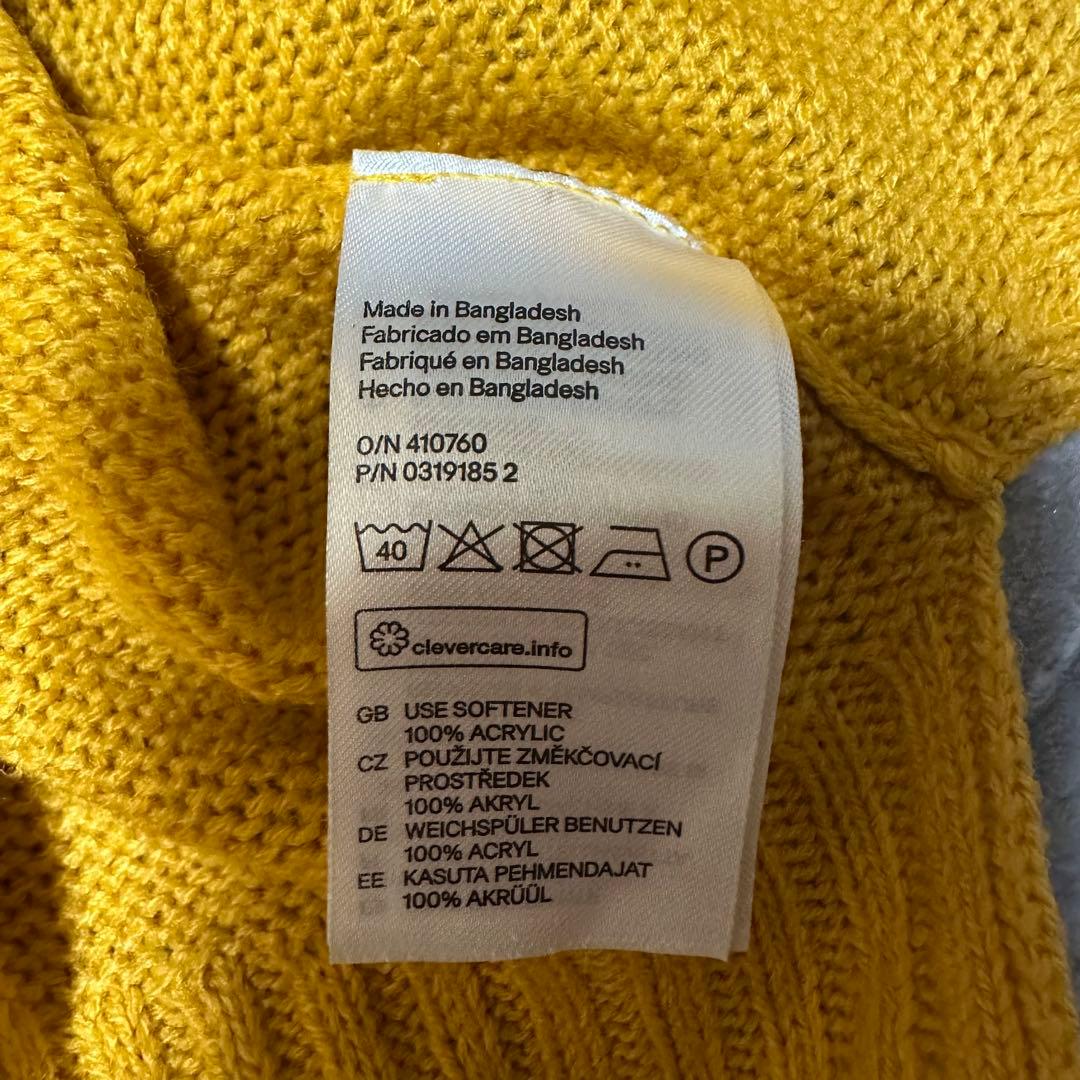 Made in Bangladesh
Fabricado em Bangladesh
Fabriqué en Bangladesh
Hecho en Bangladesh
O/N 410760
P/N 0319185 2
40
P
clevercare.info
GB USE SOFTENER
100% ACRYLIC
CZ POUŽIJTE ZMĚKČOVACÍ
PROSTŘEDEK
100% AKRYL
DE WEICHSPÜLER BENUTZEN
100% ACRYL
EE KASUTA PEHMENDAJAT
100% AKRÜÜL